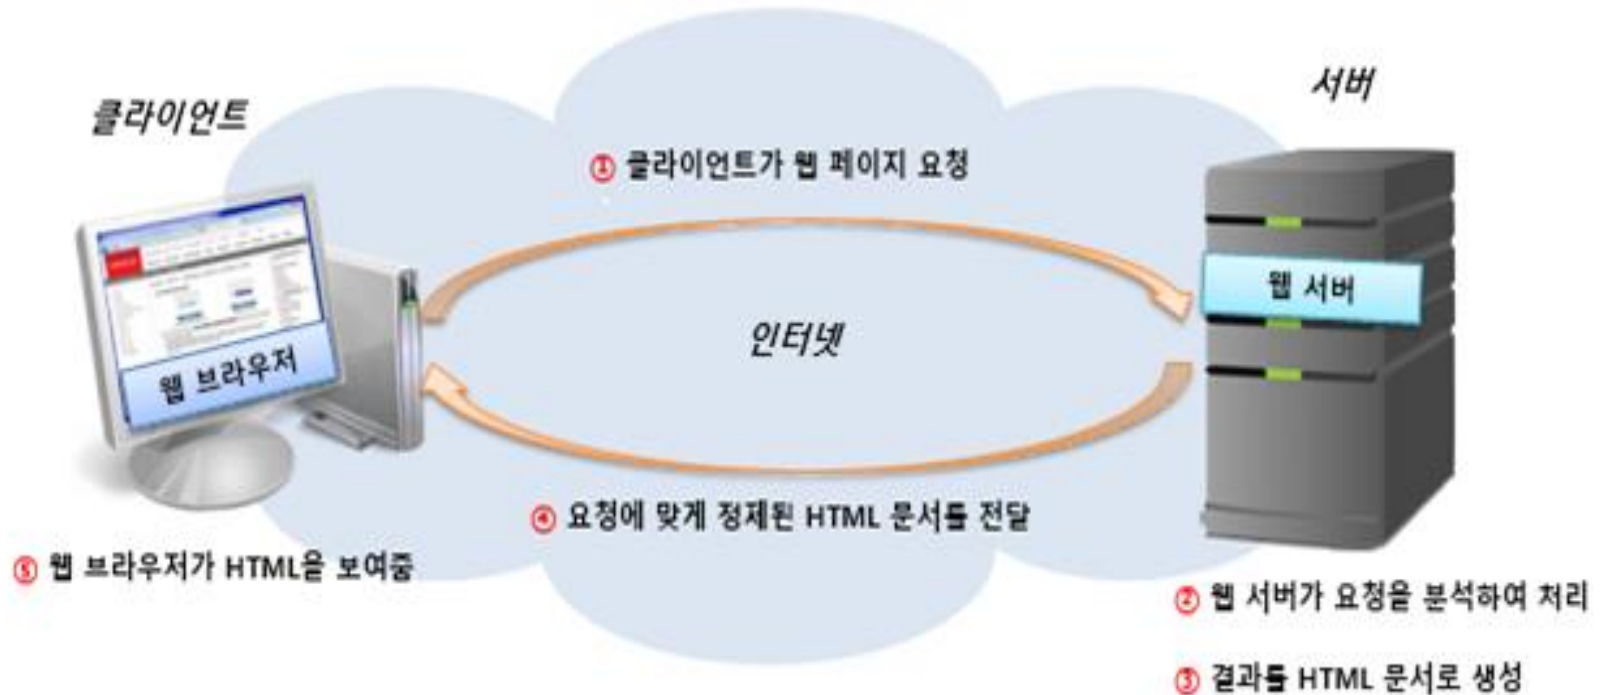 클라이언트
서버
① 클라이언트가 웹 페이지 요청
웹 서버
인터넷
웹 브라우저
④ 요청에 맞게 정제된 HTML 문서를 전달
⑤ 웹 브라우저가 HTML을 보여줌
② 웹 서버가 요청을 분석하여 처리
③ 결과를 HTML 문서로 생성